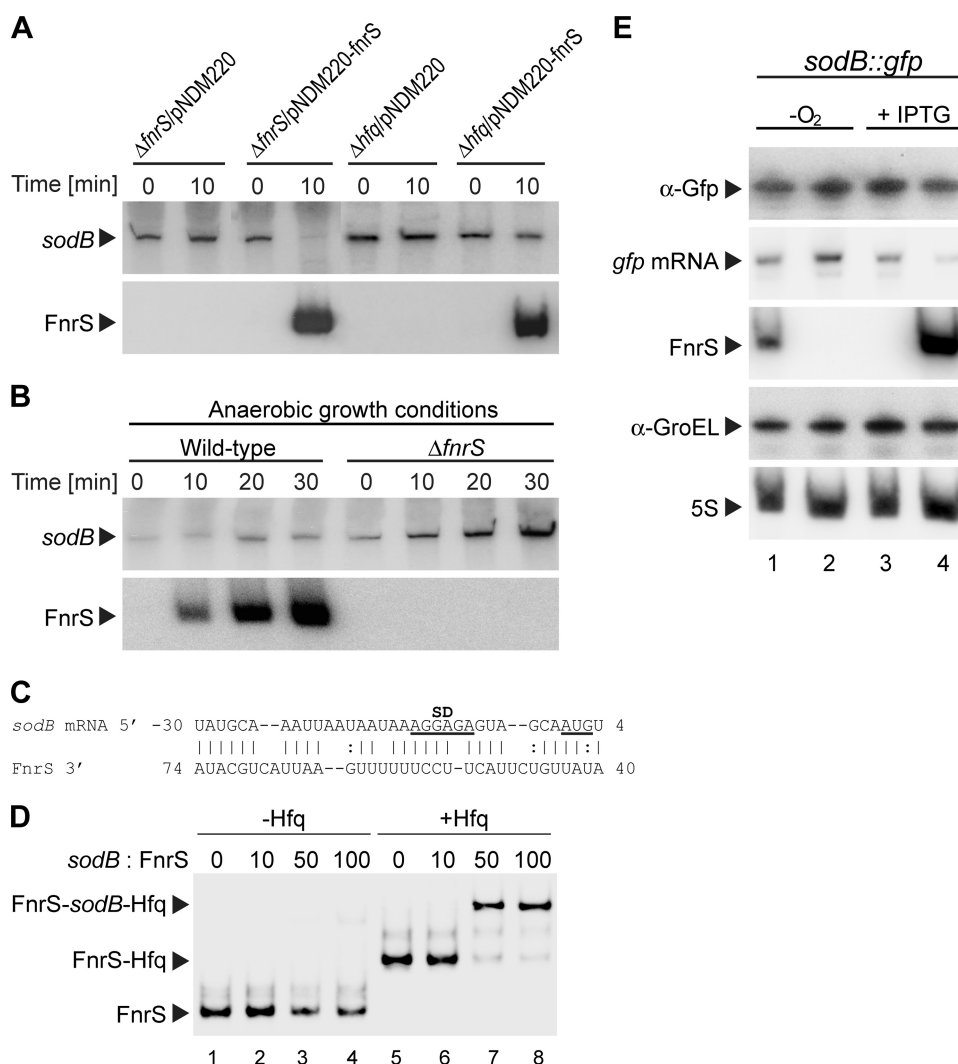 A
ΔfnrS/pNDM220
ΔfnrS/pNDM220-fnrS
Δhfq/pNDM220
Δhfq/pNDM220-fnrS
Time [min] 0 10 0 10 0 10 0 10
sodB
FnrS
B
Anaerobic growth conditions
Wild-type ΔfnrS
Time [min] 0 10 20 30 0 10 20 30
sodB
FnrS
C
SD
sodB mRNA 5′ -30 UAUGCA--AAUUAAUAAUAAAGGAGAGUA--GCAAUGU 4
FnrS 3′ 74 AUACGUCAUUAA--GUUUUUUCCU-UCAUUCUGUUAUA 40
D
-Hfq +Hfq
sodB : FnrS 0 10 50 100 0 10 50 100
FnrS-sodB-Hfq
FnrS-Hfq
FnrS
1 2 3 4 5 6 7 8
E
sodB::gfp
-O₂ + IPTG
α-Gfp
gfp mRNA
FnrS
α-GroEL
5S
1 2 3 4